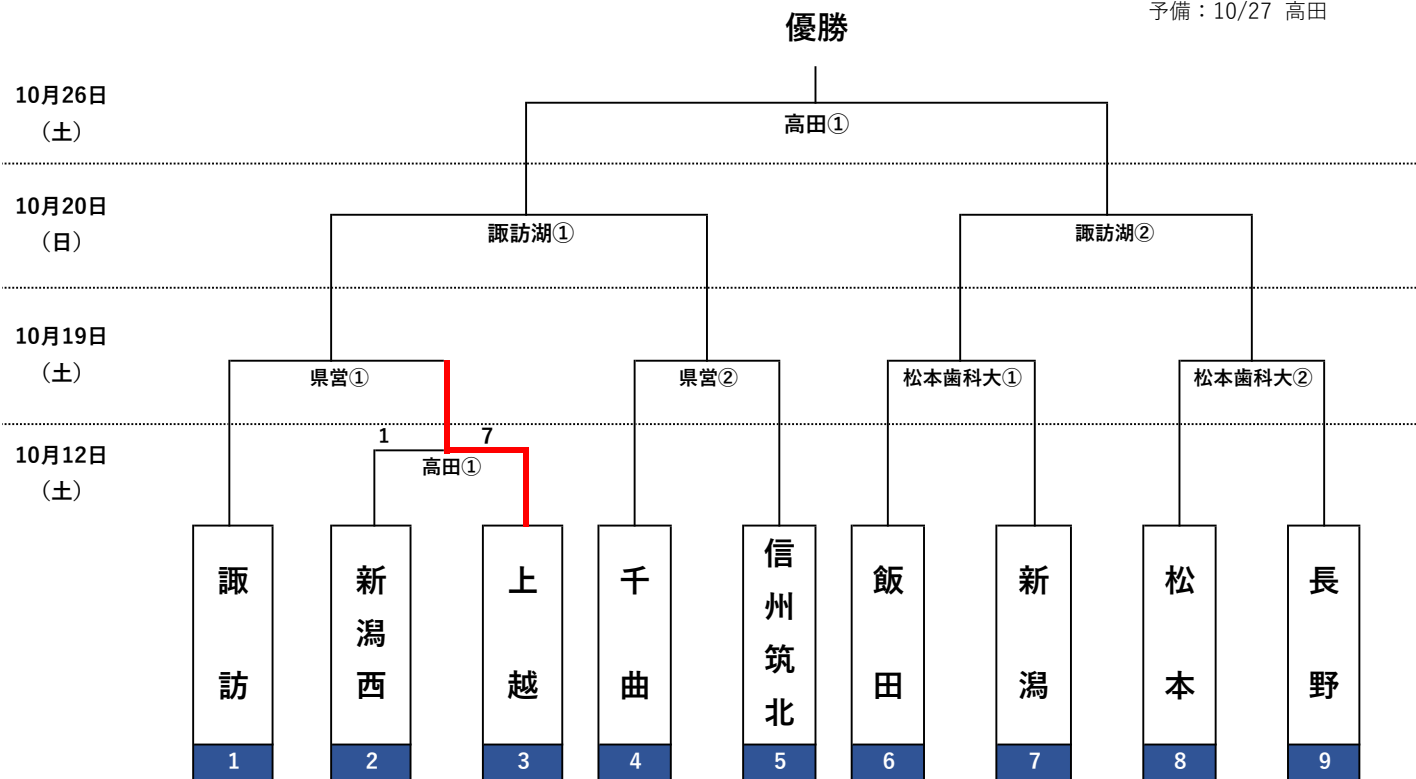 予備：10/27 高田
優勝
10月26日
（土）
高田①
10月20日
（日）
諏訪湖①
諏訪湖②
10月19日
（土）
県営①
県営②
松本歯科大①
松本歯科大②
10月12日
（土）
1
7
高田①
諏訪
新潟西
上越
千曲
信州筑北
飯田
新潟
松本
長野
1
2
3
4
5
6
7
8
9